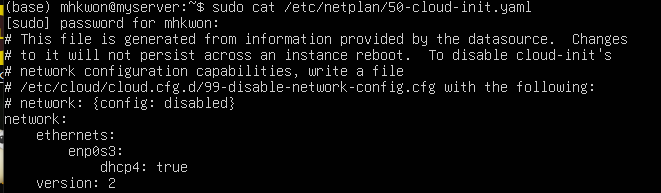 (base) mhkwon@myserver:~$ sudo cat /etc/netplan/50-cloud-init.yaml
[sudo] password for mhkwon:
# This file is generated from information provided by the datasource.  Changes
# to it will not persist across an instance reboot.  To disable cloud-init's
# network configuration capabilities, write a file
# /etc/cloud/cloud.cfg.d/99-disable-network-config.cfg with the following:
# network: {config: disabled}
network:
    ethernets:
        enp0s3:
            dhcp4: true
    version: 2